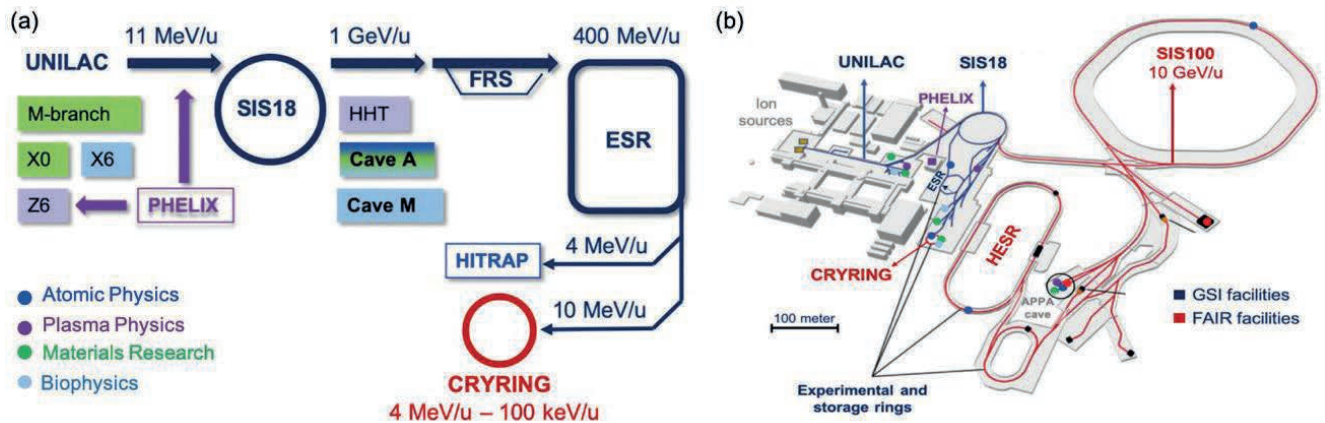 (a)
11 MeV/u
1 GeV/u
400 MeV/u
UNILAC
SIS18
FRS
ESR
M-branch
X0
X6
Z6
PHELIX
HHT
Cave A
Cave M
4 MeV/u
HITRAP
10 MeV/u
CRYRING
4 MeV/u – 100 keV/u
Atomic Physics
Plasma Physics
Materials Research
Biophysics
(b)
UNILAC
SIS18
SIS100
10 GeV/u
PHELIX
Ion
sources
ESR
HESR
CRYRING
APPA
cave
100 meter
GSI facilities
FAIR facilities
Experimental and
storage rings